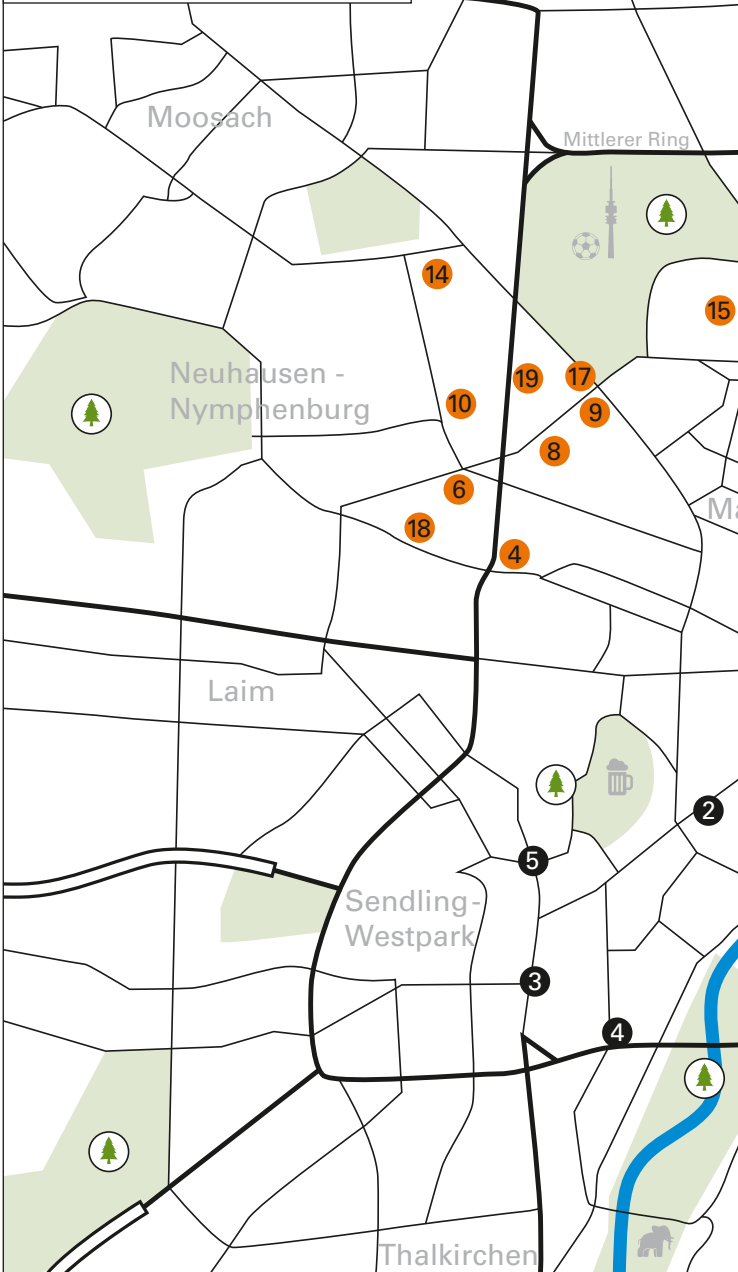 Moosach
Mittlerer Ring
14
15
Neuhausen -
Nymphenburg
19
17
10
9
8
6
Ma
18
4
Laim
2
5
Sendling-
Westpark
3
4
Thalkirchen